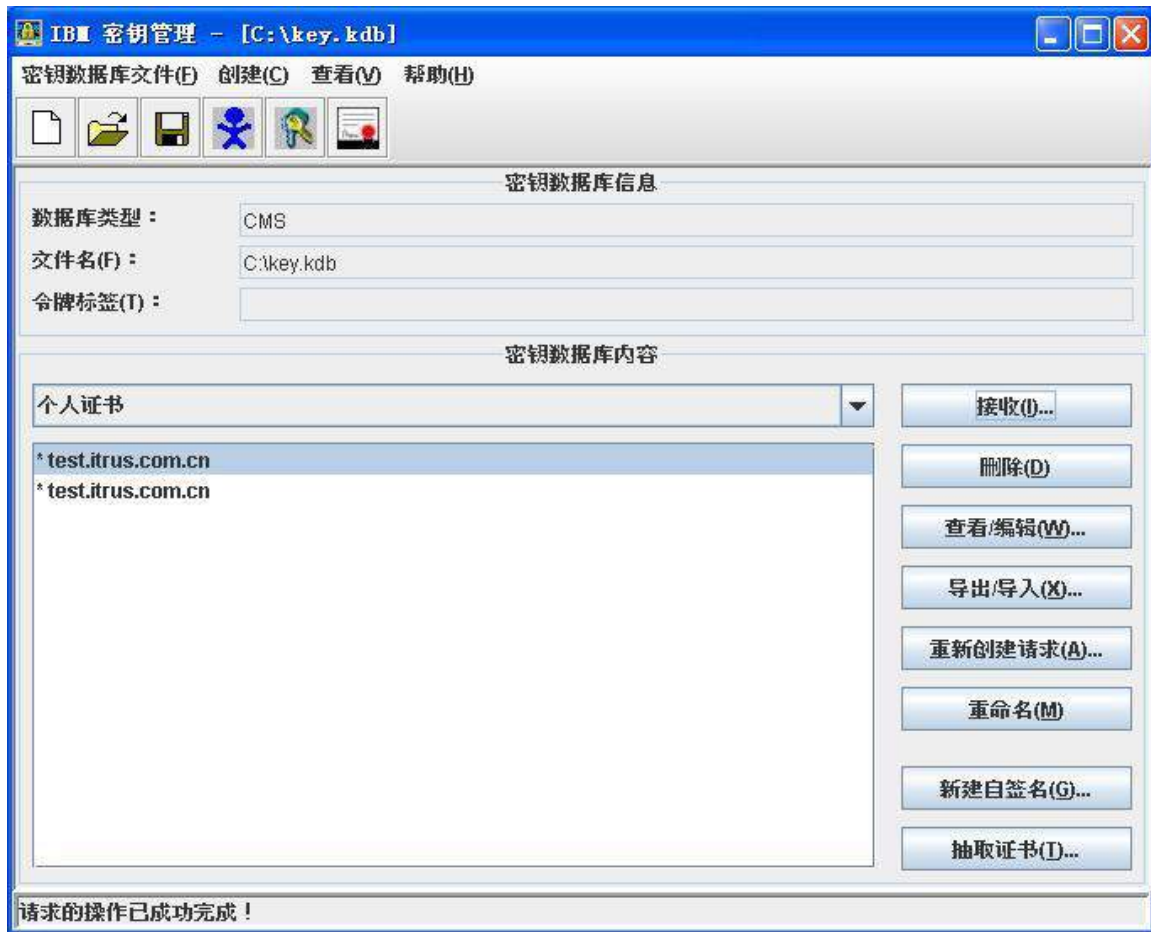 IBM 密钥管理 - [C:\key.kdb]
密钥数据库文件(F) 创建(C) 查看(V) 帮助(H)
密钥数据库信息
数据库类型： CMS
文件名(F)： C:\key.kdb
令牌标签(T)：
密钥数据库内容
个人证书
接收(I)...
* test.itrus.com.cn
* test.itrus.com.cn
删除(D)
查看/编辑(W)...
导出/导入(X)...
重新创建请求(A)...
重命名(M)
新建自签名(G)...
抽取证书(T)...
请求的操作已成功完成！